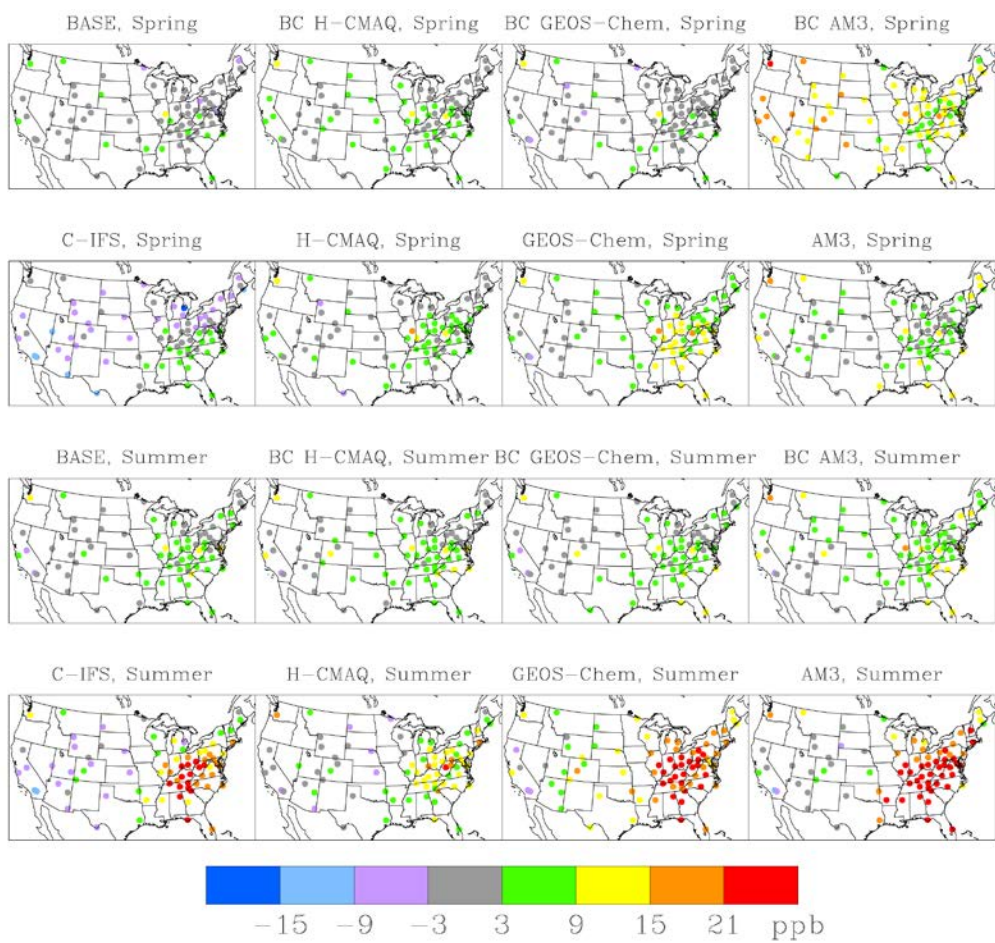 BASE, Spring BC H-CMAQ, Spring BC GEOS-Chem, Spring BC AM3, Spring
C-IFS, Spring H-CMAQ, Spring GEOS-Chem, Spring AM3, Spring
BASE, Summer BC H-CMAQ, Summer BC GEOS-Chem, Summer BC AM3, Summer
C-IFS, Summer H-CMAQ, Summer GEOS-Chem, Summer AM3, Summer
-15 -9 -3 3 9 15 21 ppb